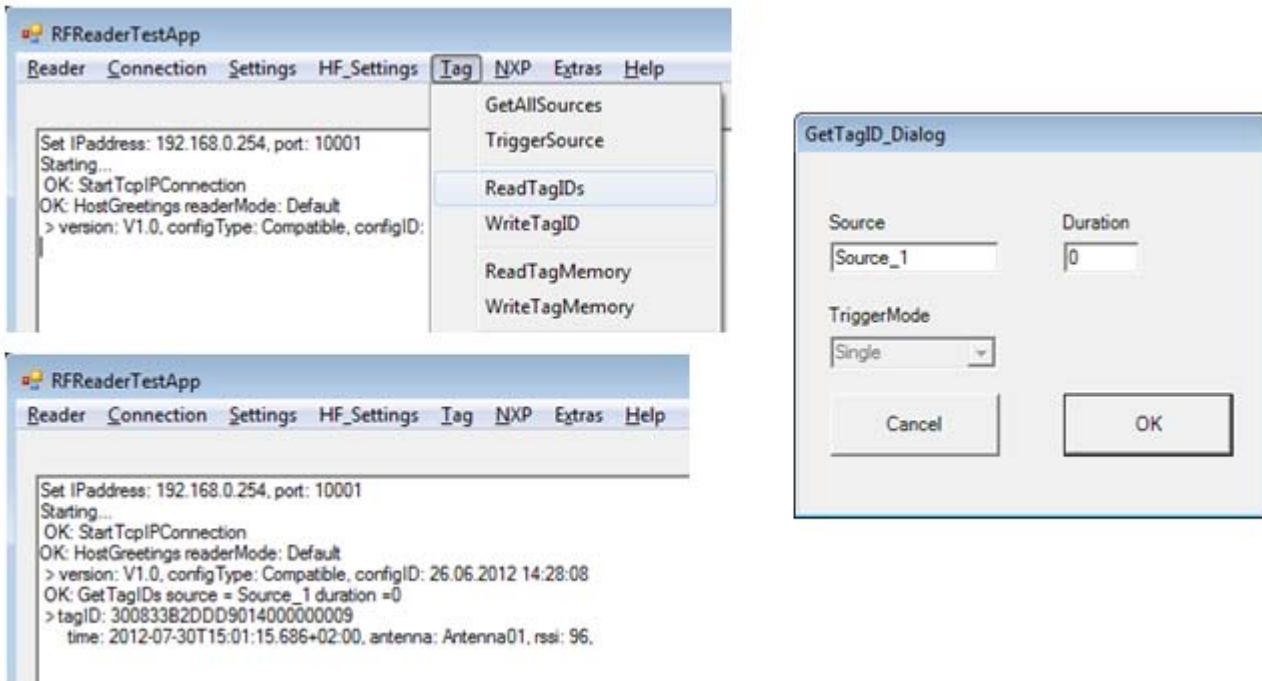 RFReaderTestApp
Reader Connection Settings HF_Settings Tag NXP Extras Help
GetAllSources
TriggerSource
ReadTagIDs
WriteTagID
ReadTagMemory
WriteTagMemory
Set IPaddress: 192.168.0.254, port: 10001
Starting...
OK: StartTcpIPConnection
OK: HostGreetings readerMode: Default
> version: V1.0, configType: Compatible, configID:
GetTagID_Dialog
Source Duration
Source_1 0
TriggerMode
Single
Cancel OK
RFReaderTestApp
Reader Connection Settings HF_Settings Tag NXP Extras Help
Set IPaddress: 192.168.0.254, port: 10001
Starting...
OK: StartTcpIPConnection
OK: HostGreetings readerMode: Default
> version: V1.0, configType: Compatible, configID: 26.06.2012 14:28:08
OK: GetTagIDs source = Source_1 duration =0
> tagID: 300833B2DDD9014000000009
time: 2012-07-30T15:01:15.686+02:00, antenna: Antenna01, rssi: 96,